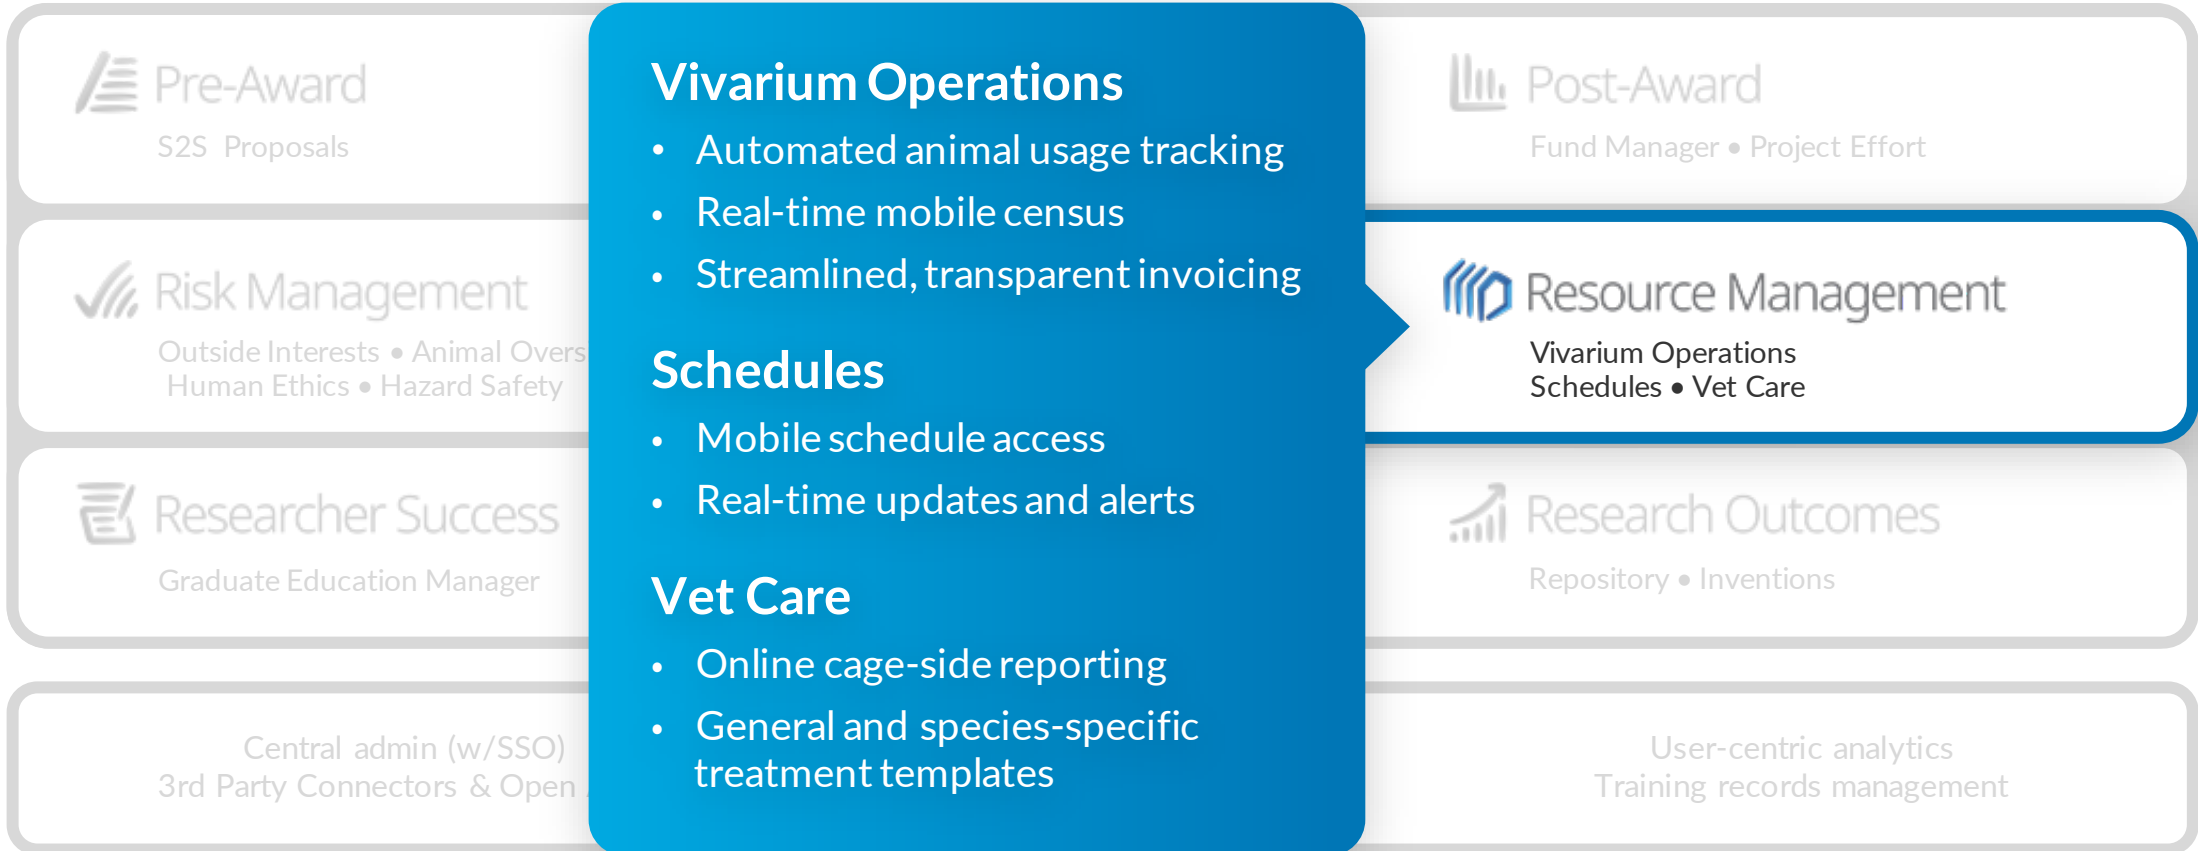 Pre-Award
S2S Proposals
Risk Management
Outside Interests • Animal Overs
Human Ethics • Hazard Safety
Researcher Success
Graduate Education Manager
Central admin (w/SSO)
3rd Party Connectors & Open
Vivarium Operations
• Automated animal usage tracking
• Real-time mobile census
• Streamlined, transparent invoicing
Schedules
• Mobile schedule access
• Real-time updates and alerts
Vet Care
• Online cage-side reporting
• General and species-specific
treatment templates
Post-Award
Fund Manager • Project Effort
Resource Management
Vivarium Operations
Schedules • Vet Care
Research Outcomes
Repository • Inventions
User-centric analytics
Training records management